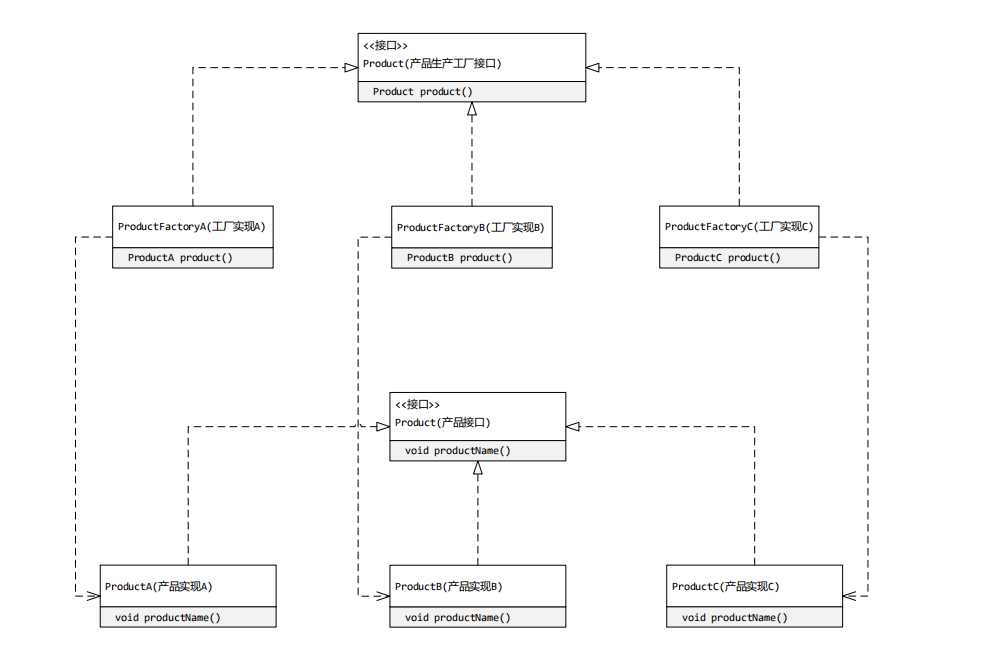 <<接口>>
Product(产品生产工厂接口)
Product product()
ProductFactoryA(工厂实现A)
ProductA product()
ProductFactoryB(工厂实现B)
ProductB product()
ProductFactoryC(工厂实现C)
ProductC product()
<<接口>>
Product(产品接口)
void productName()
ProductA(产品实现A)
void productName()
ProductB(产品实现B)
void productName()
ProductC(产品实现C)
void productName()